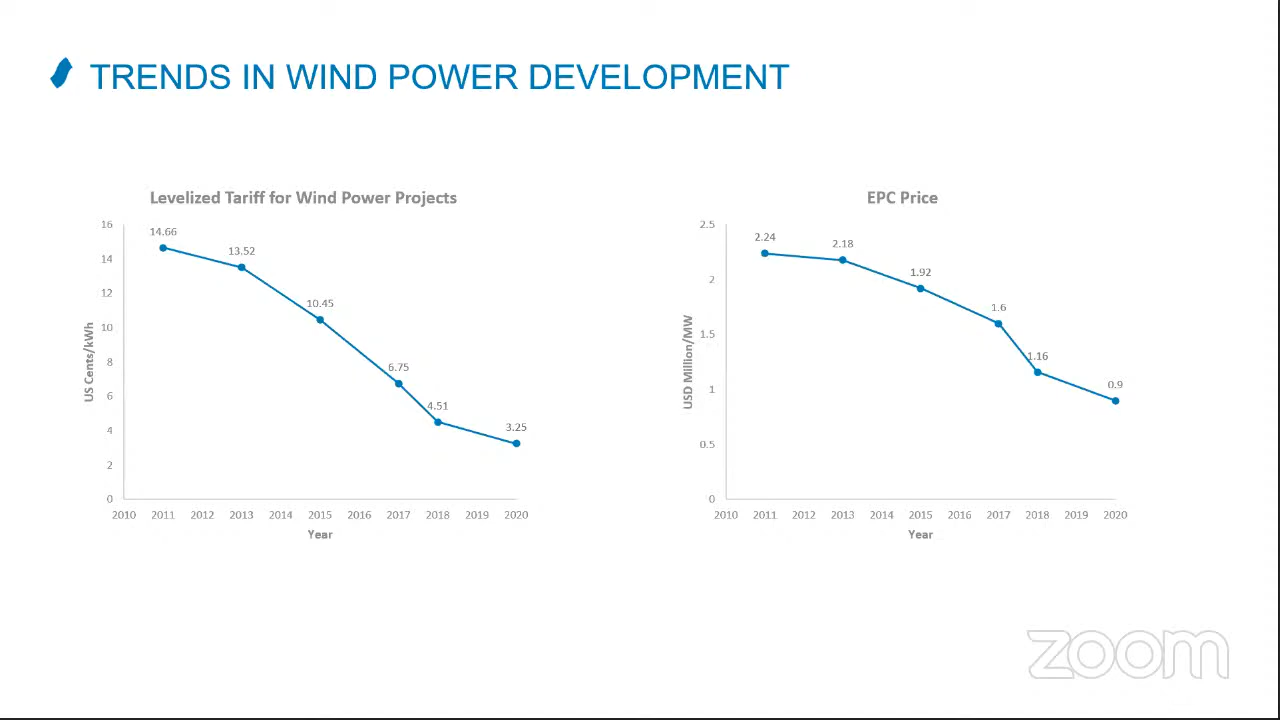 TRENDS IN WIND POWER DEVELOPMENT
Levelized Tariff for Wind Power Projects
US Cents/kWh
16
14
12
10
8
6
4
2
0
14.66
13.52
10.45
6.75
4.51
3.25
2010 2011 2012 2013 2014 2015 2016 2017 2018 2019 2020
Year
EPC Price
USD Million/MW
2.5
2
1.5
1
0.5
0
2.24
2.18
1.92
1.6
1.16
0.9
2010 2011 2012 2013 2014 2015 2016 2017 2018 2019 2020
Year
zoom